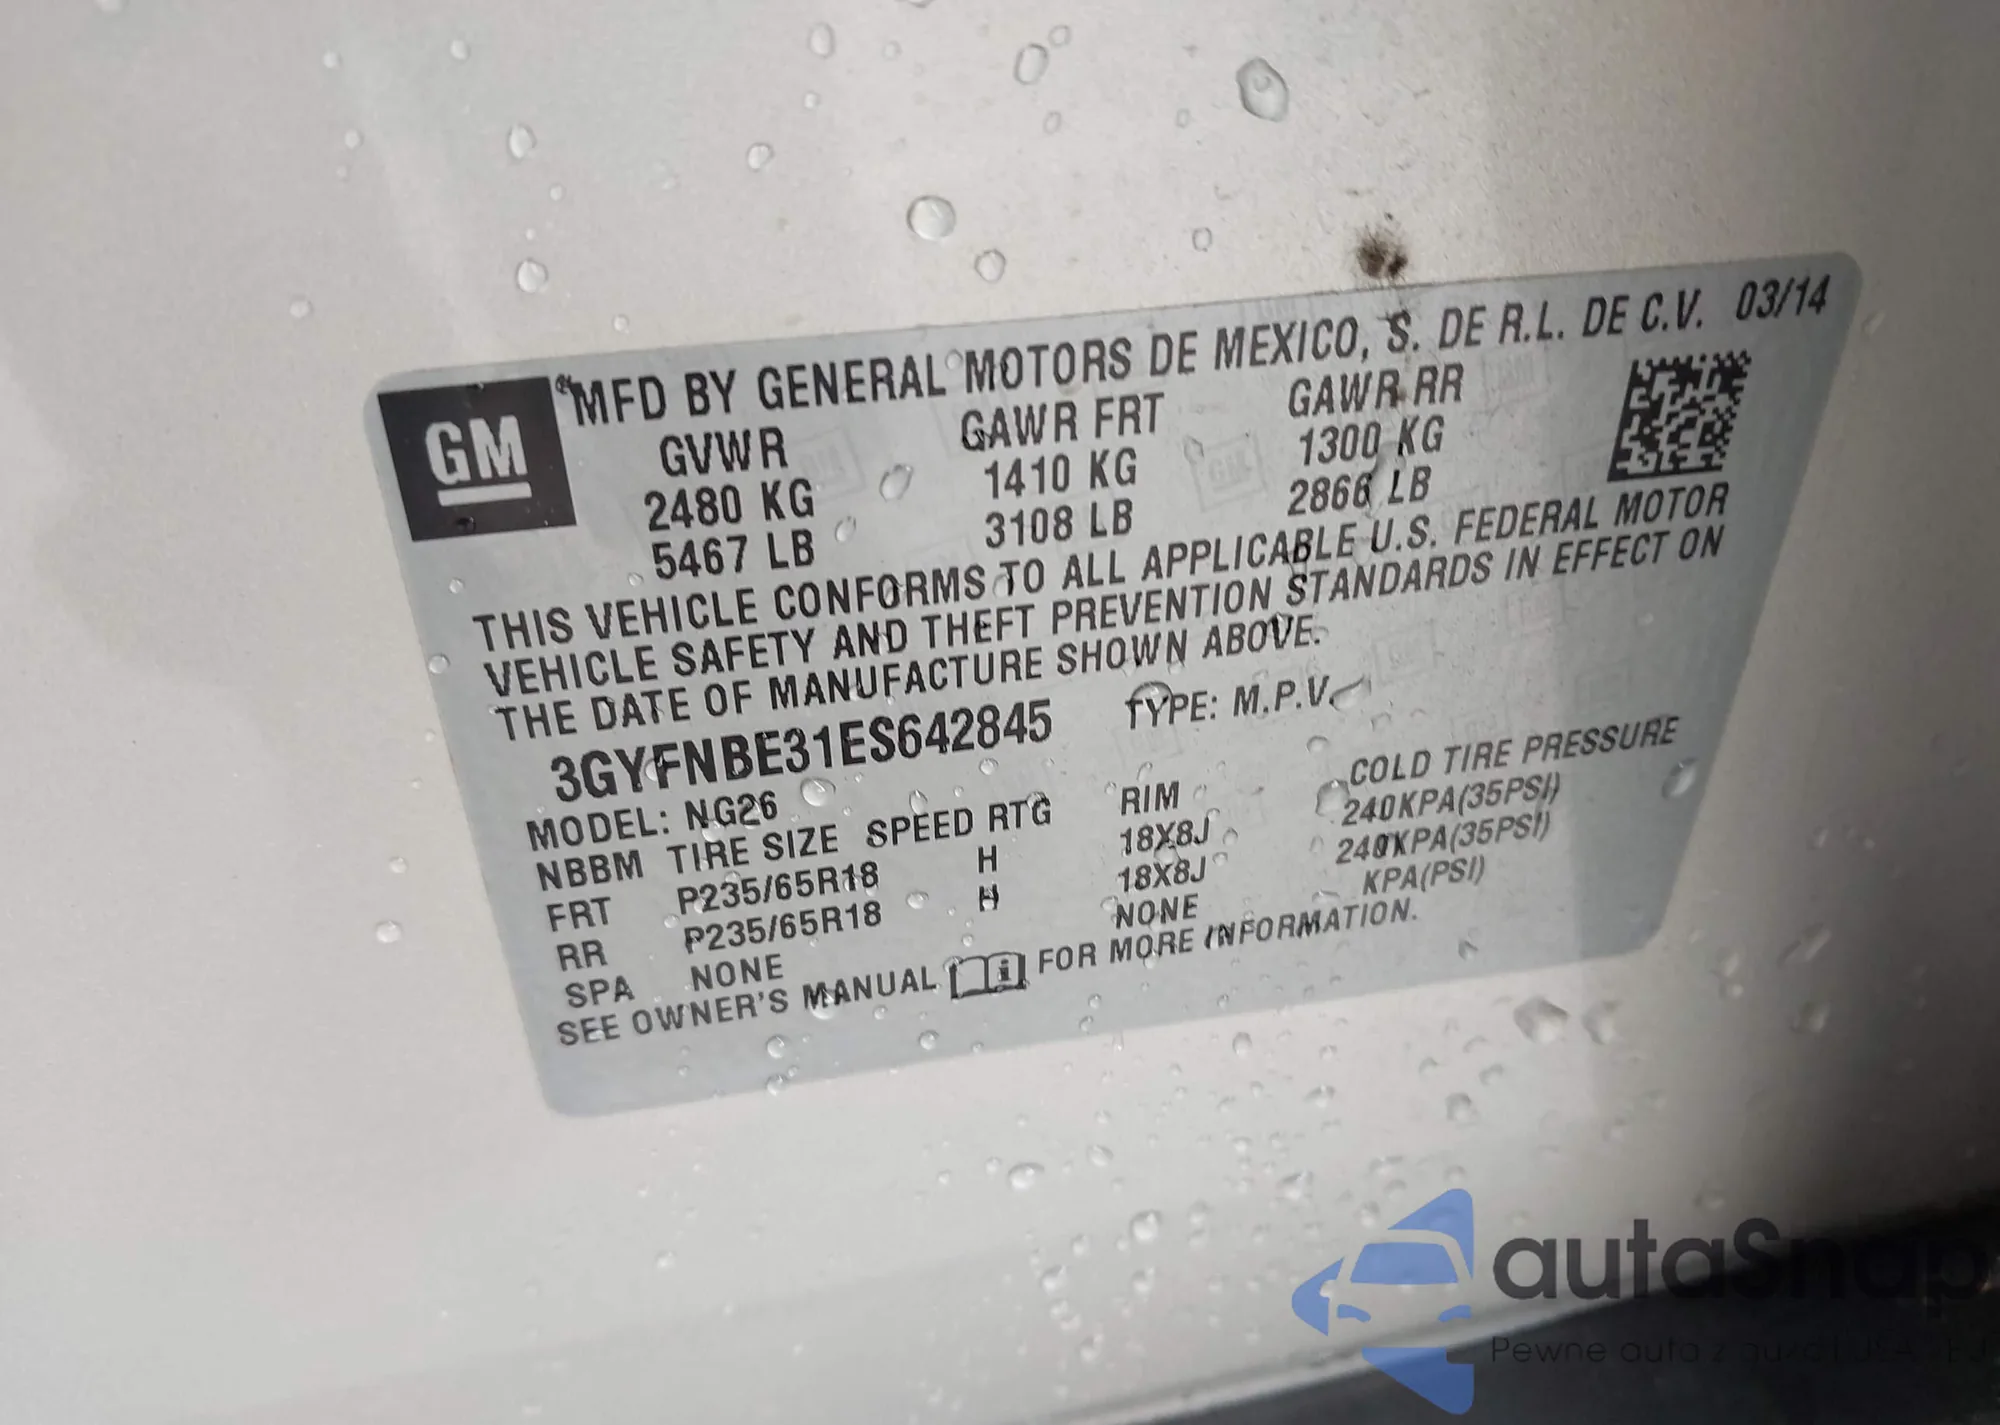 GM
MFD BY GENERAL MOTORS DE MEXICO, S. DE R.L. DE C.V. 03/14
GVWR GAWR FRT GAWR RR
2480 KG 1410 KG 1300 KG
5467 LB 3108 LB 2866 LB
THIS VEHICLE CONFORMS TO ALL APPLICABLE U.S. FEDERAL MOTOR
VEHICLE SAFETY AND THEFT PREVENTION STANDARDS IN EFFECT ON
THE DATE OF MANUFACTURE SHOWN ABOVE.
3GYFNBE31ES642845 TYPE: M.P.V.
MODEL: NG26
NBBM TIRE SIZE SPEED RTG RIM COLD TIRE PRESSURE
FRT P235/65R18 H 18X8J 240KPA(35PSI)
RR P235/65R18 H 18X8J 240KPA(35PSI)
SPA NONE NONE KPA(PSI)
SEE OWNER'S MANUAL FOR MORE INFORMATION.
autaSnap
Pewne auto z